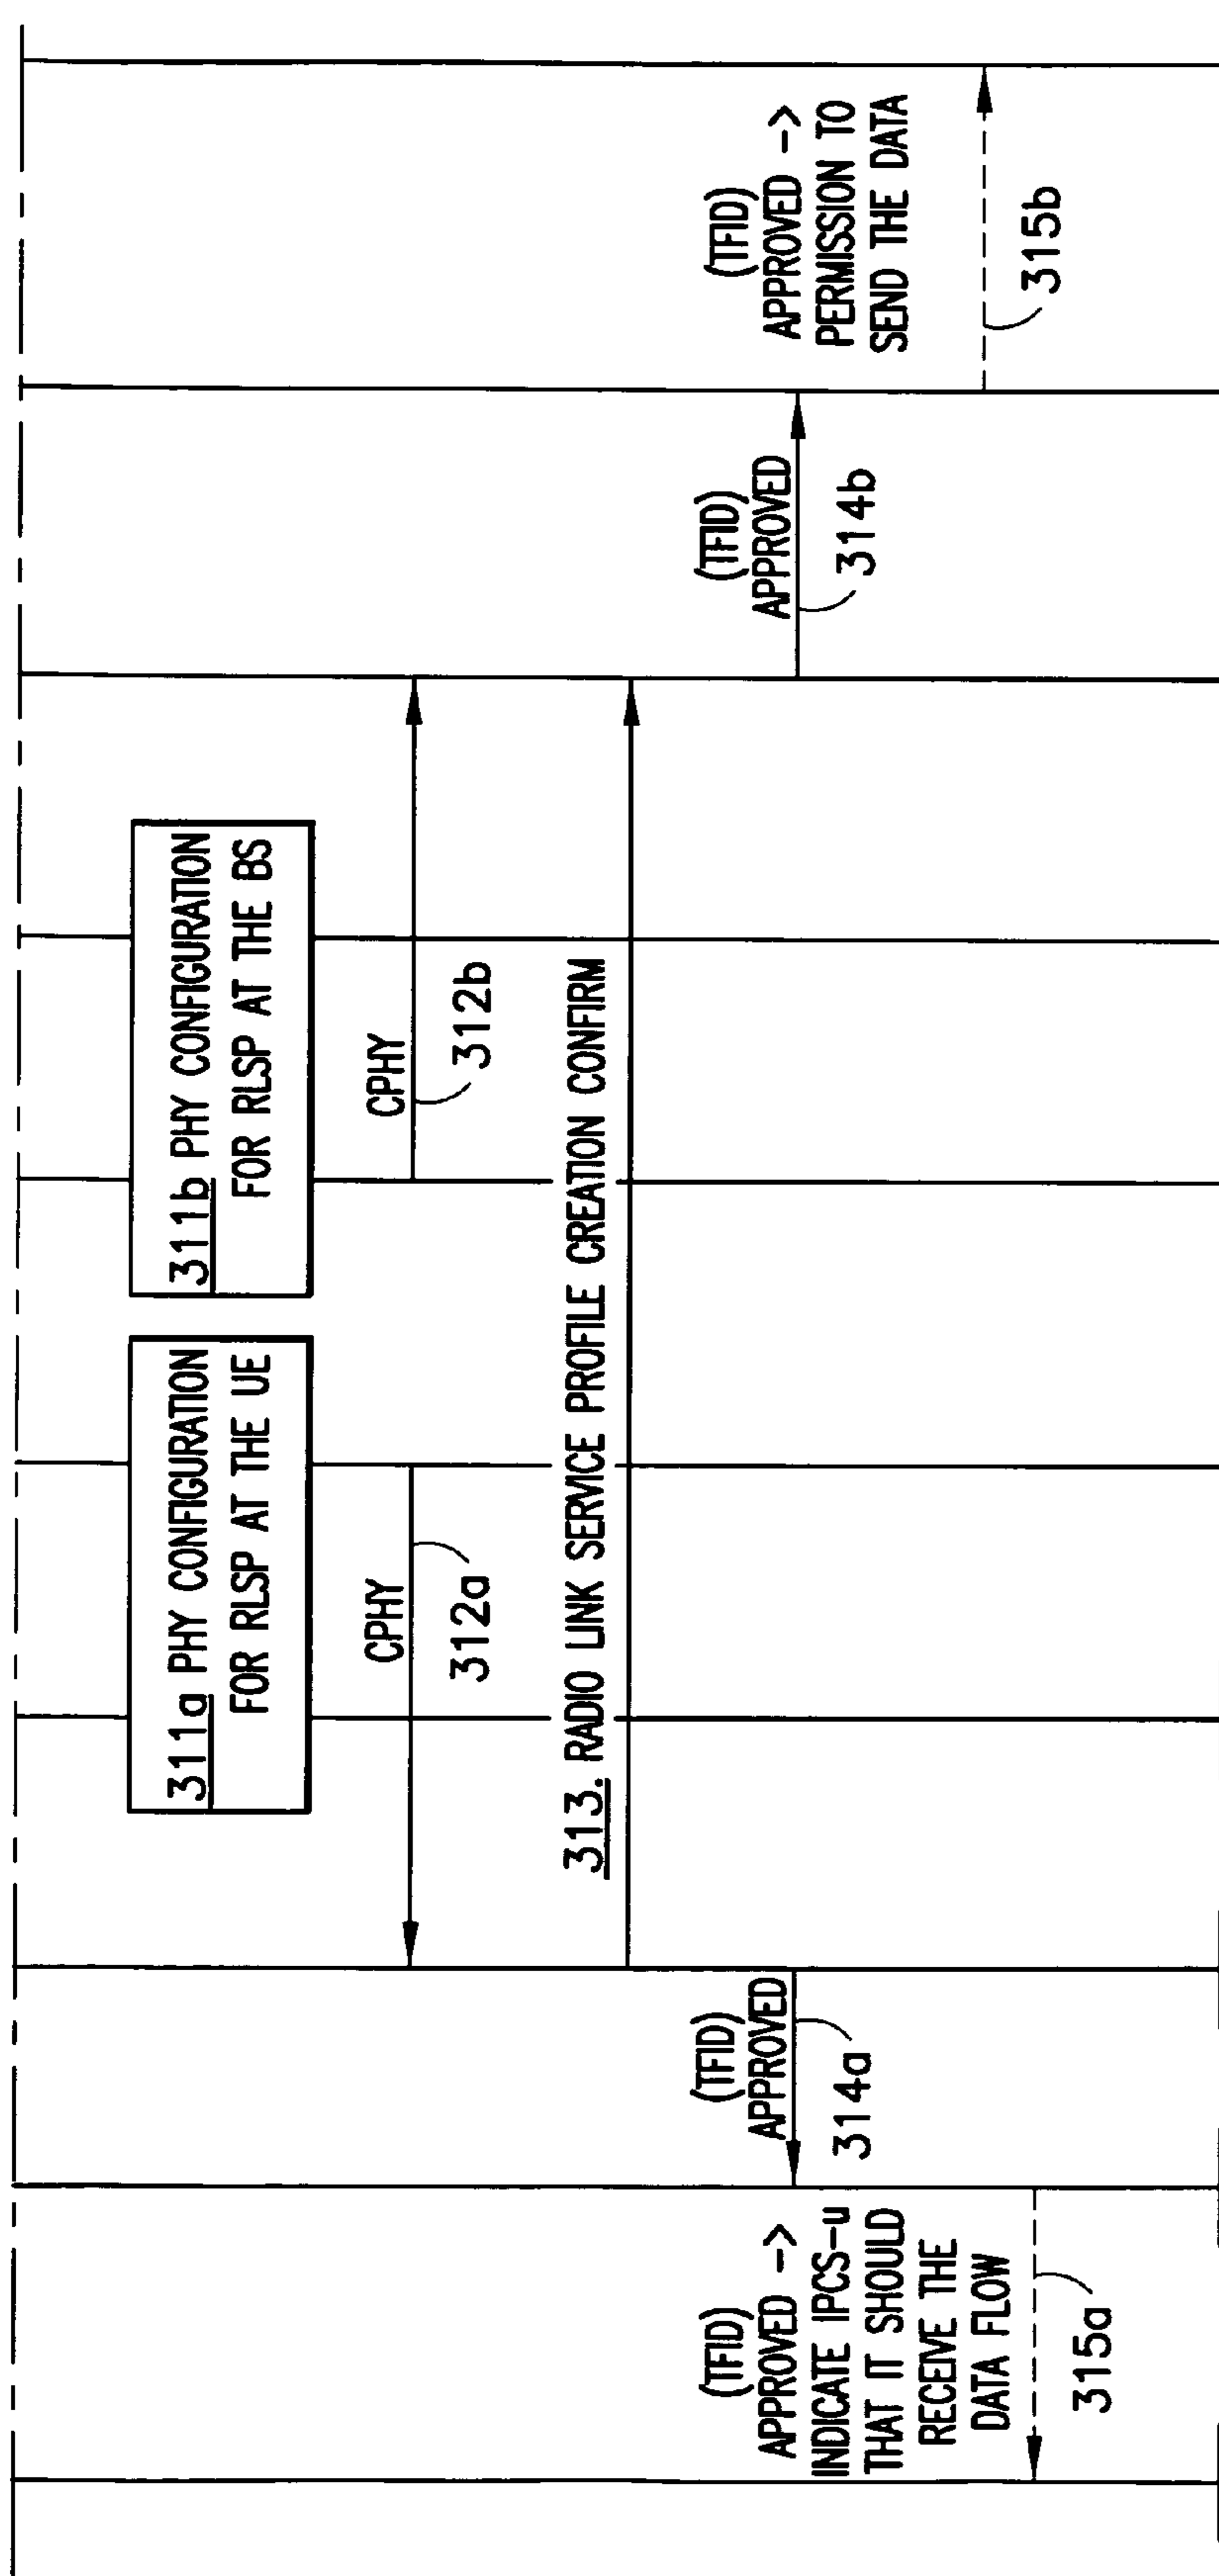 311a PHY CONFIGURATION
FOR RLSP AT THE UE
311b PHY CONFIGURATION
FOR RLSP AT THE BS
CPHY
312a
CPHY
312b
313. RADIO LINK SERVICE PROFILE CREATION CONFIRM
(TFID)
APPROVED
314a
(TFID)
APPROVED
314b
(TFID)
APPROVED ->
INDICATE IPCS-u
THAT IT SHOULD
RECEIVE THE
DATA FLOW
315a
(TFID)
APPROVED ->
PERMISSION TO
SEND THE DATA
315b